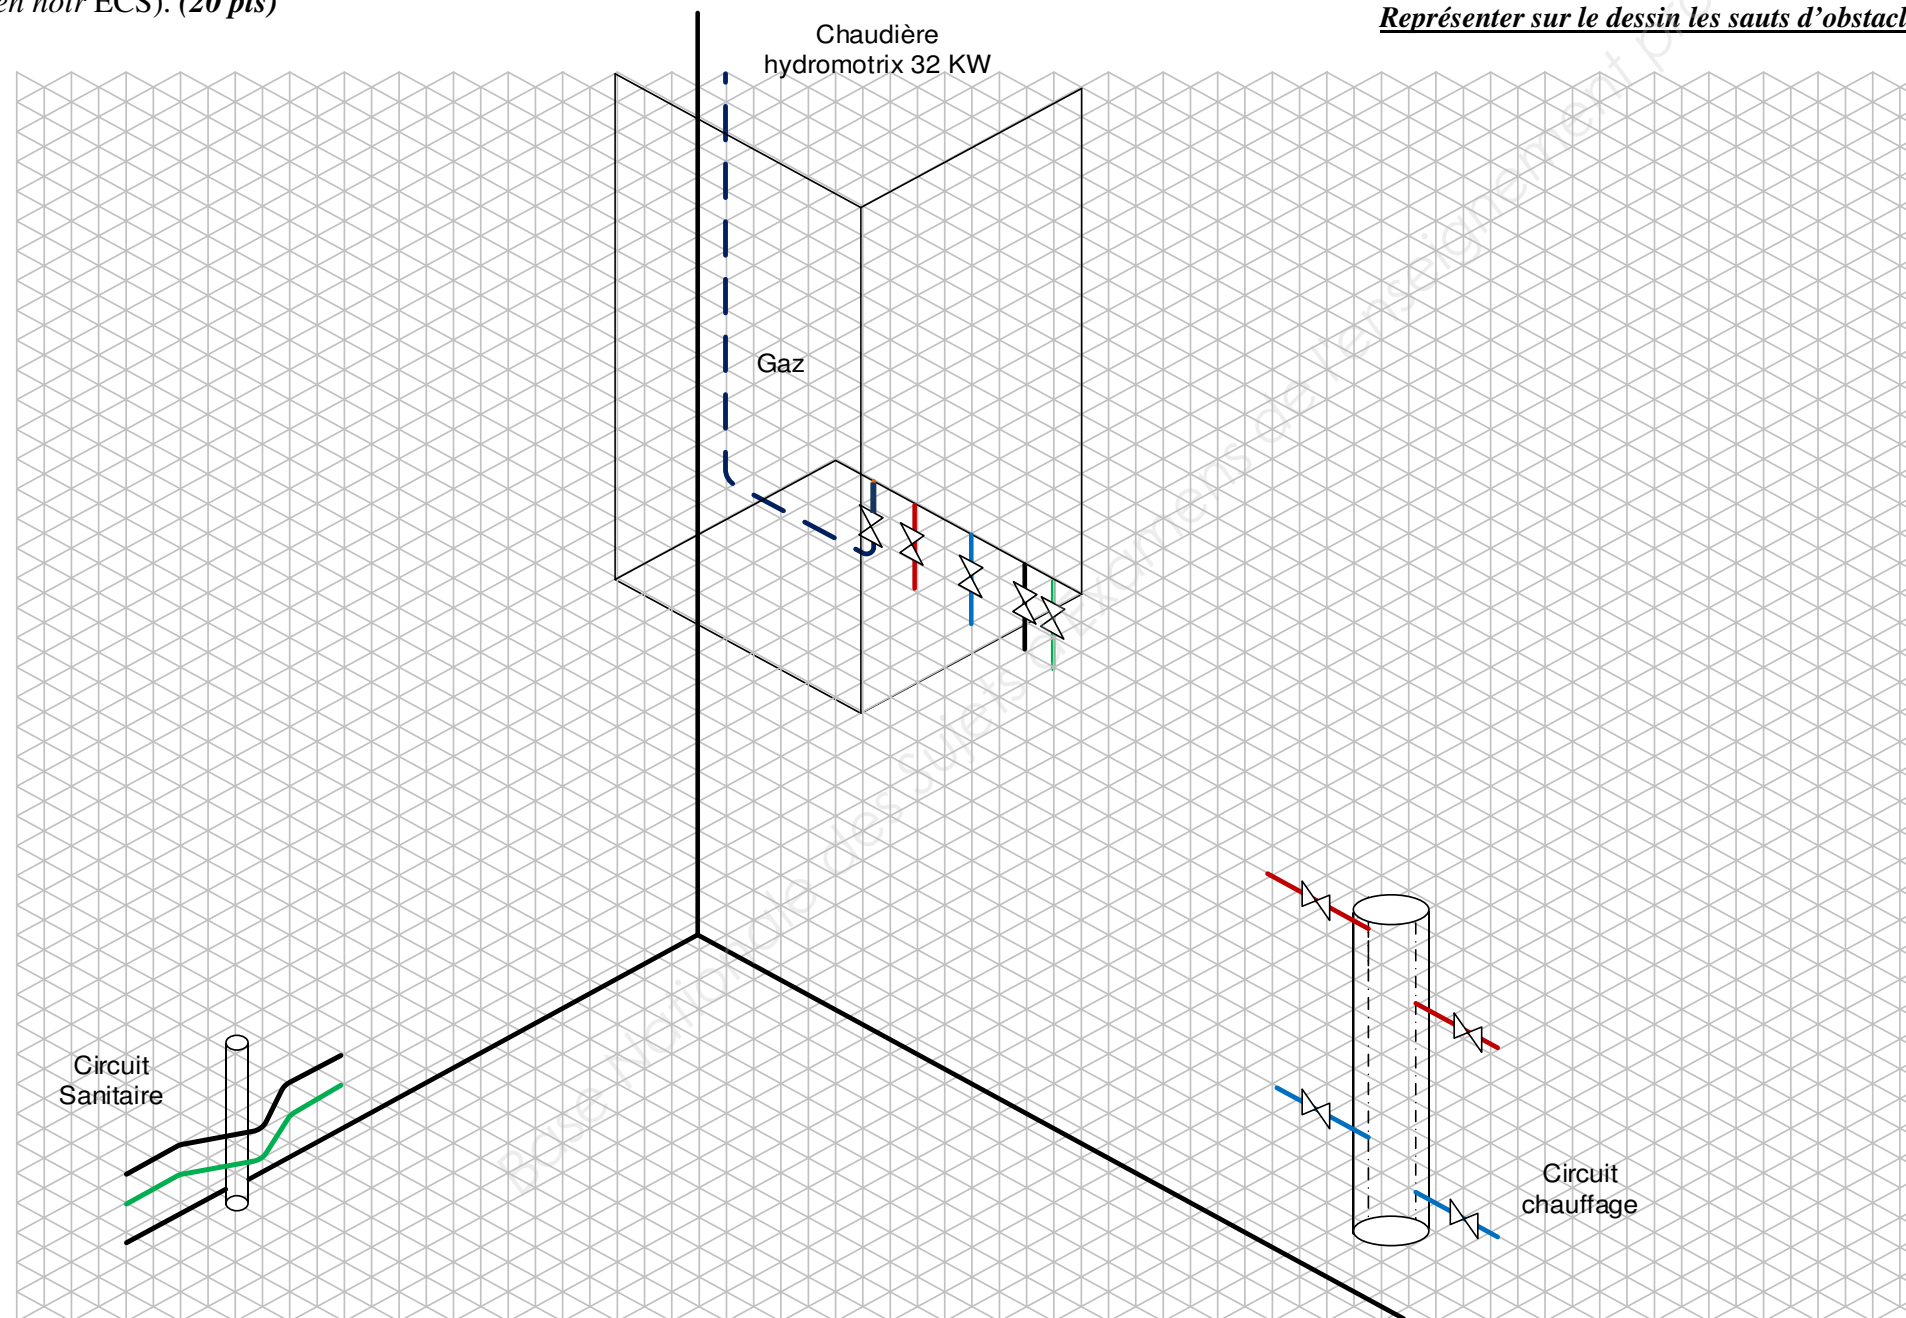 en noir ECS). (20 pts)
Représenter sur le dessin les sauts d'obstacl
Chaudière
hydromotrix 32 KW
Gaz
Circuit
Sanitaire
Circuit
chauffage
Base Nationale des Sujets d'Examens de l'enseignement pro